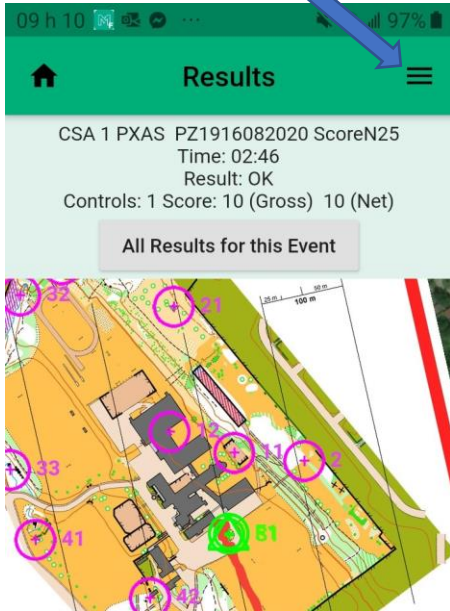 09 h 10 ... 97%
Results
CSA 1 PXAS PZ1916082020 ScoreN25
Time: 02:46
Result: OK
Controls: 1 Score: 10 (Gross) 10 (Net)
All Results for this Event
32
21
50 m
25 m
100 m
12
11
2
33
B1
41
42